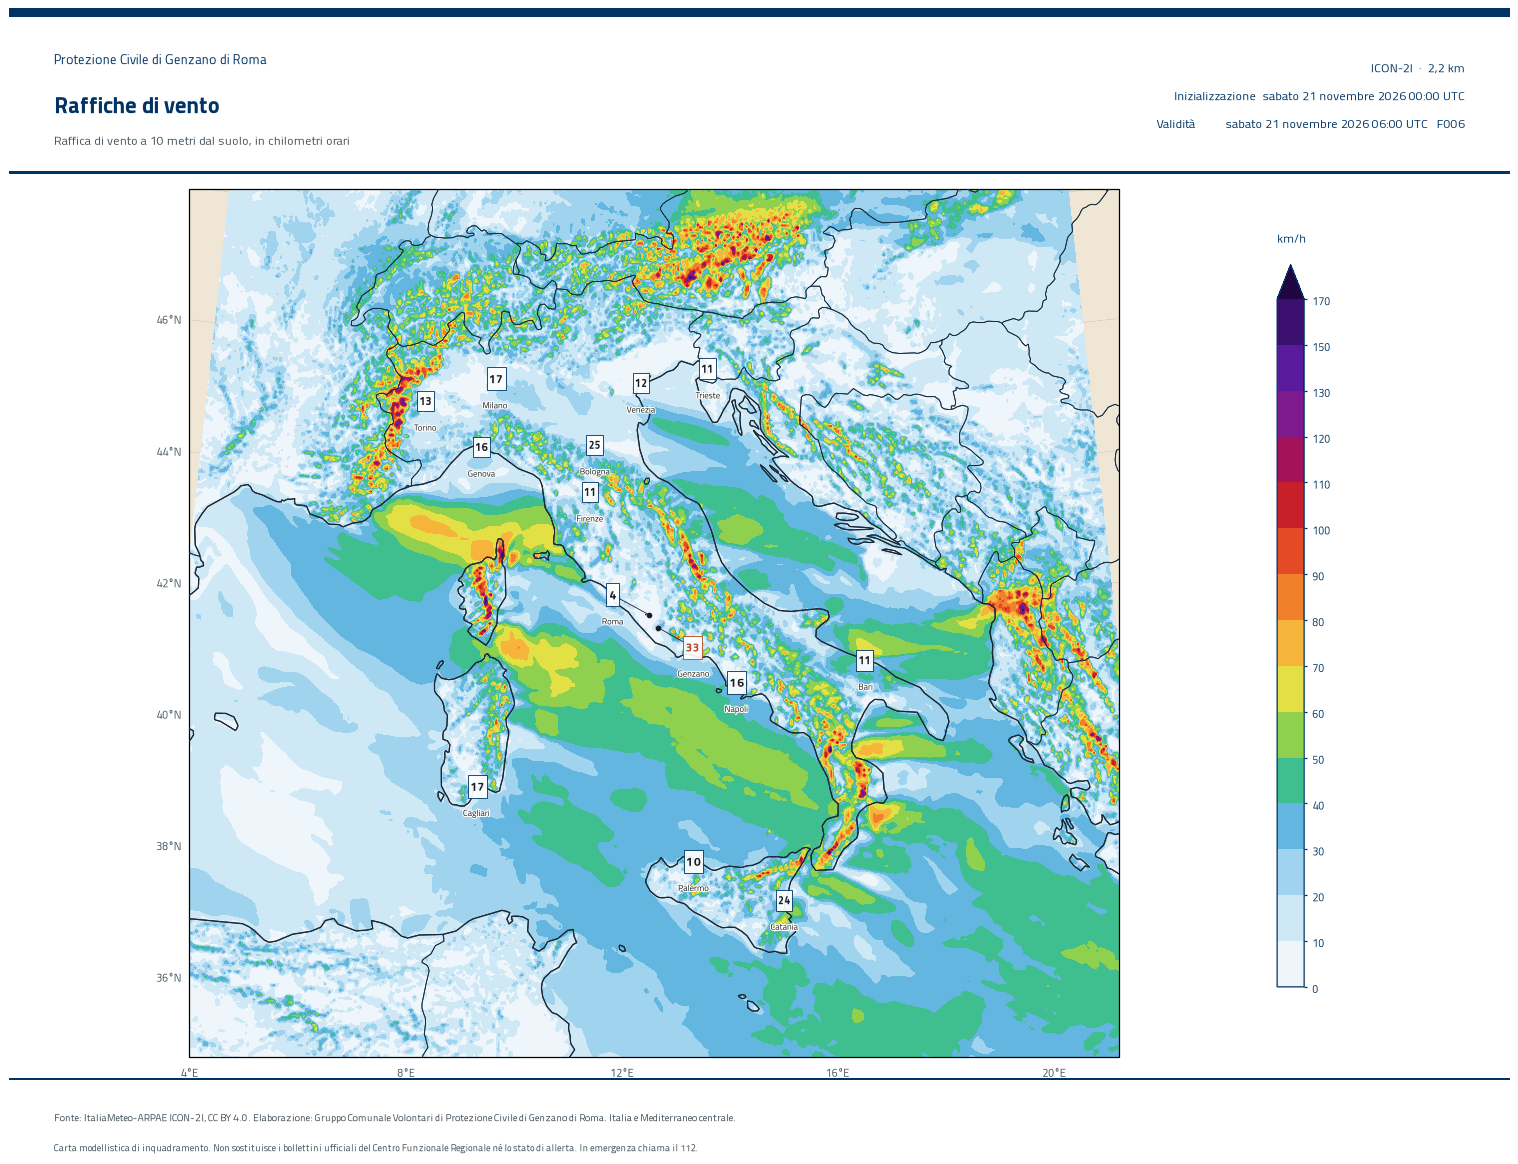 Protezione Civile di Genzano di Roma
Raffiche di vento
Raffica di vento a 10 metri dal suolo, in chilometri orari
ICON-2I · 2,2 km
Inizializzazione sabato 21 novembre 2026 00:00 UTC
Validità sabato 21 novembre 2026 06:00 UTC F006
km/h
170
150
130
120
110
100
90
80
70
60
50
40
30
20
10
0
46°N
44°N
42°N
40°N
38°N
36°N
4°E
8°E
12°E
16°E
20°E
11
Trieste
12
Venezia
17
Milano
13
Torino
16
Genova
25
Bologna
11
Firenze
4
Roma
33
Genzano
16
Napoli
11
Bari
17
Cagliari
10
Palermo
24
Catania
Fonte: ItaliaMeteo-ARPAE ICON-2I, CC BY 4.0. Elaborazione: Gruppo Comunale Volontari di Protezione Civile di Genzano di Roma. Italia e Mediterraneo centrale.
Carta modellistica di inquadramento. Non sostituisce i bollettini ufficiali del Centro Funzionale Regionale né lo stato di allerta. In emergenza chiama il 112.